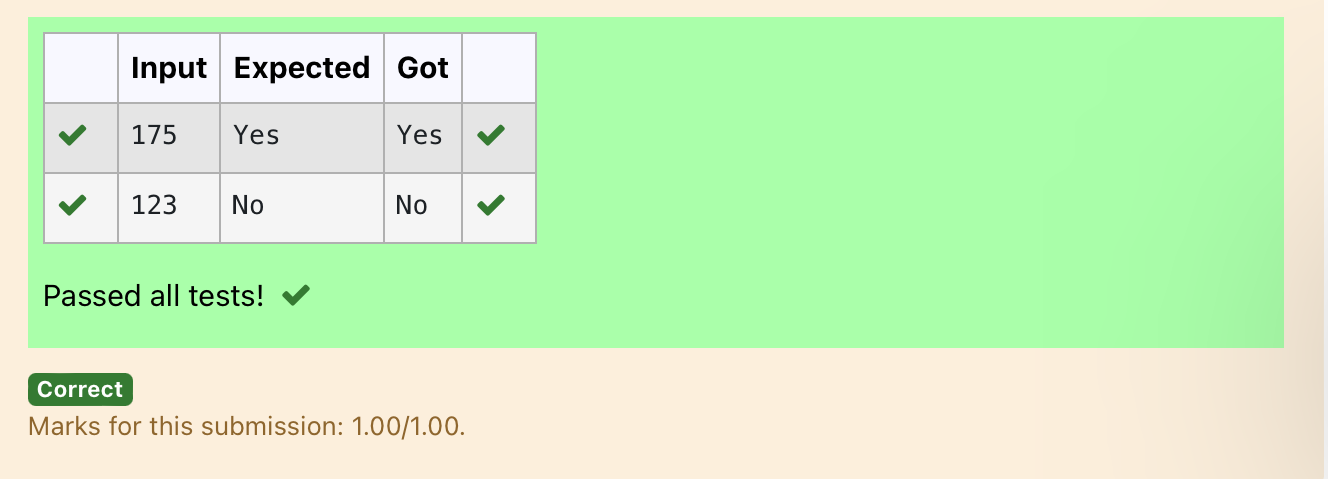 Input Expected Got
175 Yes Yes
123 No No
Passed all tests!
Correct
Marks for this submission: 1.00/1.00.